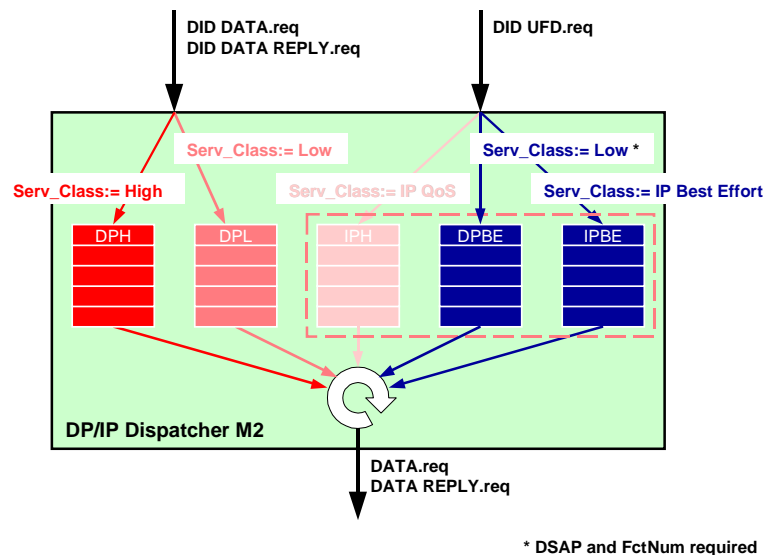 DID DATA.req
DID DATA REPLY.req
DID UFD.req
Serv_Class:= Low
Serv_Class:= Low *
Serv_Class:= High
Serv_Class:= IP QoS
Serv_Class:= IP Best Effort
DPH
DPL
IPH
DPBE
IPBE
DP/IP Dispatcher M2
DATA.req
DATA REPLY.req
* DSAP and FctNum required